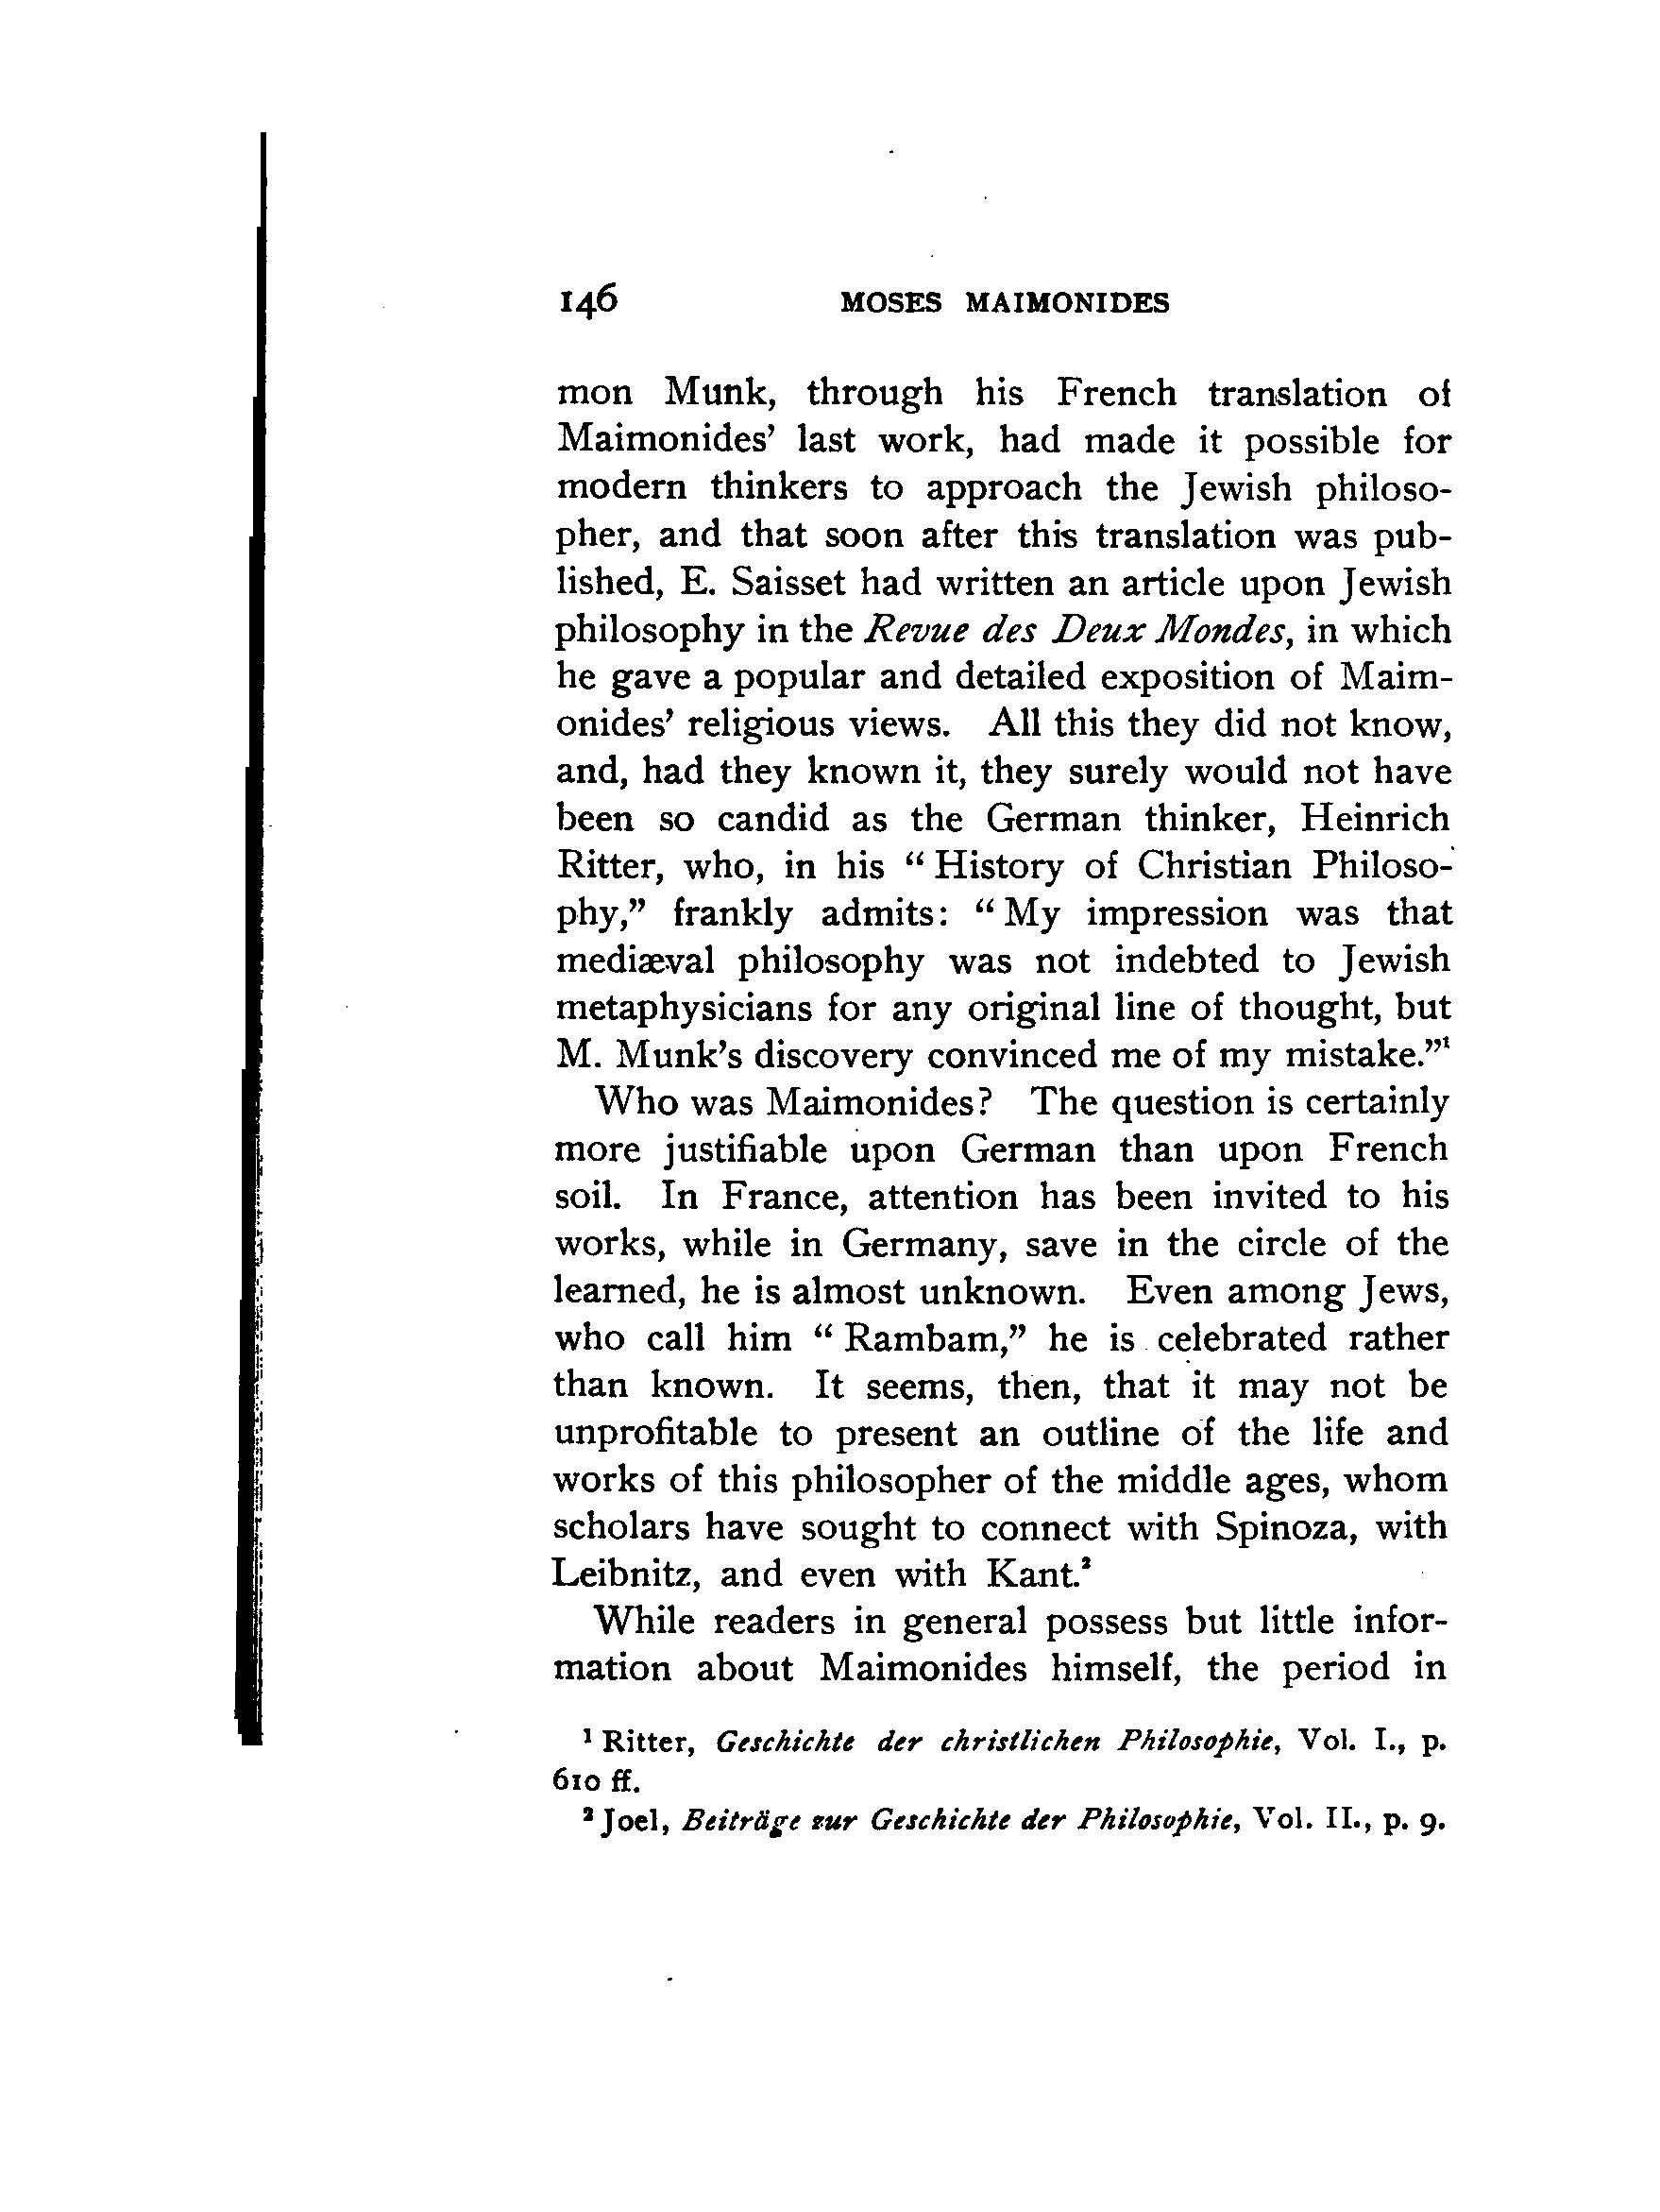 146 MOSES MAIMONIDES
mon Munk, through his French translation of
Maimonides’ last work, had made it possible for
modern thinkers to approach the Jewish philoso-
pher, and that soon after this translation was pub-
lished, E. Saisset had written an article upon Jewish
philosophy in the Revue des Deux Mondes, in which
he gave a popular and detailed exposition of Maim-
onides’ religious views. All this they did not know,
and, had they known it, they surely would not have
been so candid as the German thinker, Heinrich
Ritter, who, in his “ History of Christian Philoso-
phy,” frankly admits: “ My impression was that
mediæval philosophy was not indebted to Jewish
metaphysicians for any original line of thought, but
M. Munk’s discovery convinced me of my mistake.”¹
Who was Maimonides? The question is certainly
more justifiable upon German than upon French
soil. In France, attention has been invited to his
works, while in Germany, save in the circle of the
learned, he is almost unknown. Even among Jews,
who call him “ Rambam,” he is celebrated rather
than known. It seems, then, that it may not be
unprofitable to present an outline of the life and
works of this philosopher of the middle ages, whom
scholars have sought to connect with Spinoza, with
Leibnitz, and even with Kant.²
While readers in general possess but little infor-
mation about Maimonides himself, the period in
¹ Ritter, Geschichte der christlichen Philosophie, Vol. I., p.
610 ff.
² Joel, Beiträge zur Geschichte der Philosophie, Vol. II., p. 9.